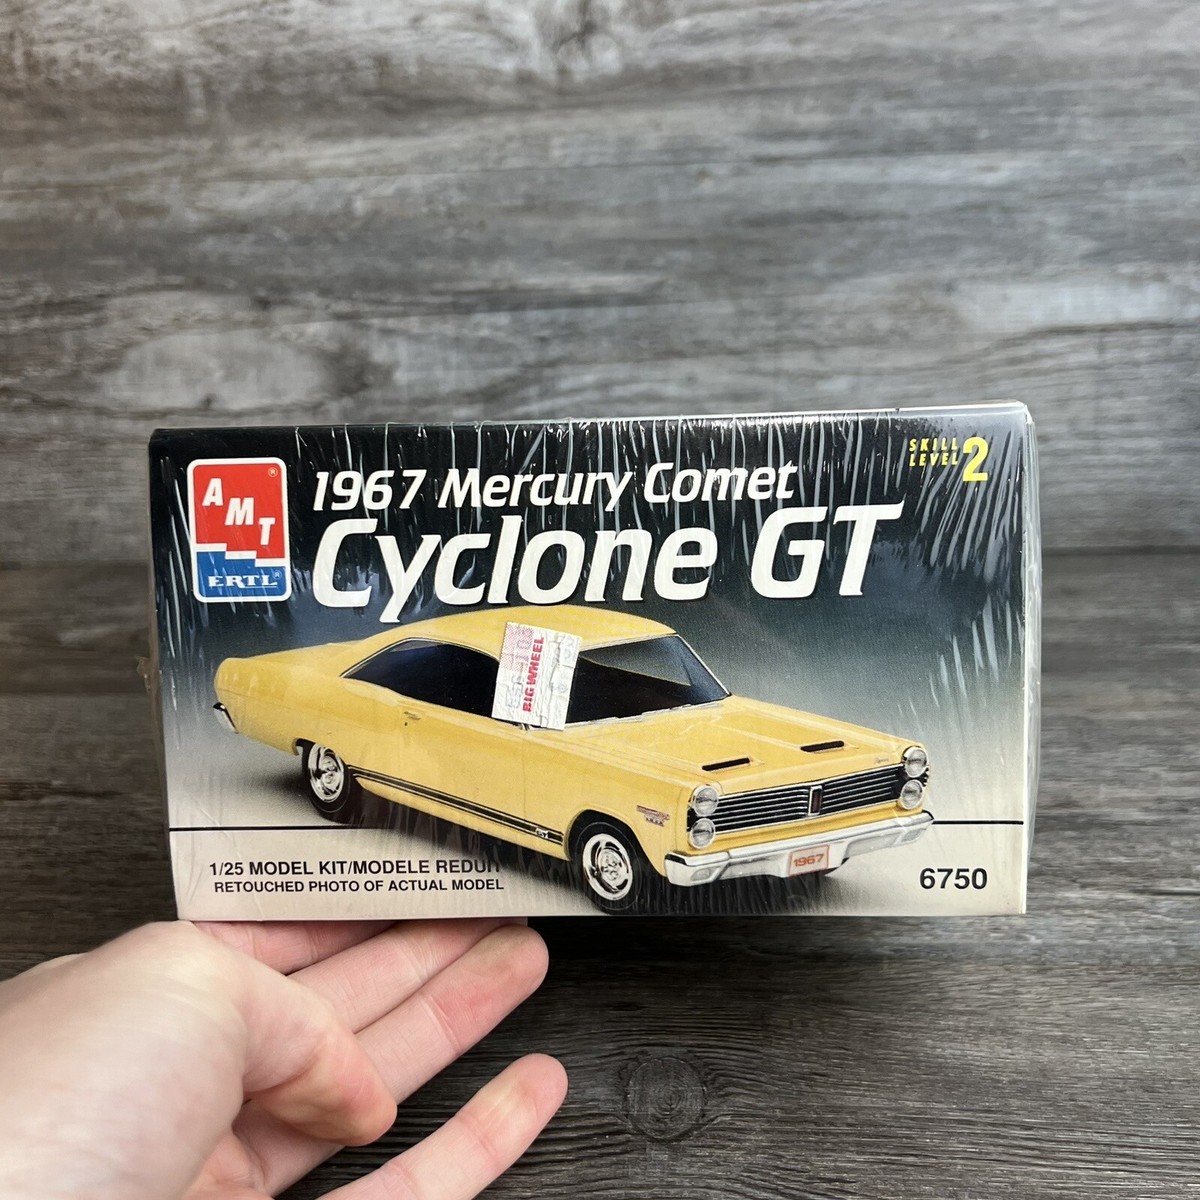 AMT®
ERTL®
1967 Mercury Comet
Cyclone GT
SKILL
LEVEL 2
BIG WHEEL
GT
1967
1/25 MODEL KIT/MODELE REDUIT
RETOUCHED PHOTO OF ACTUAL MODEL
6750